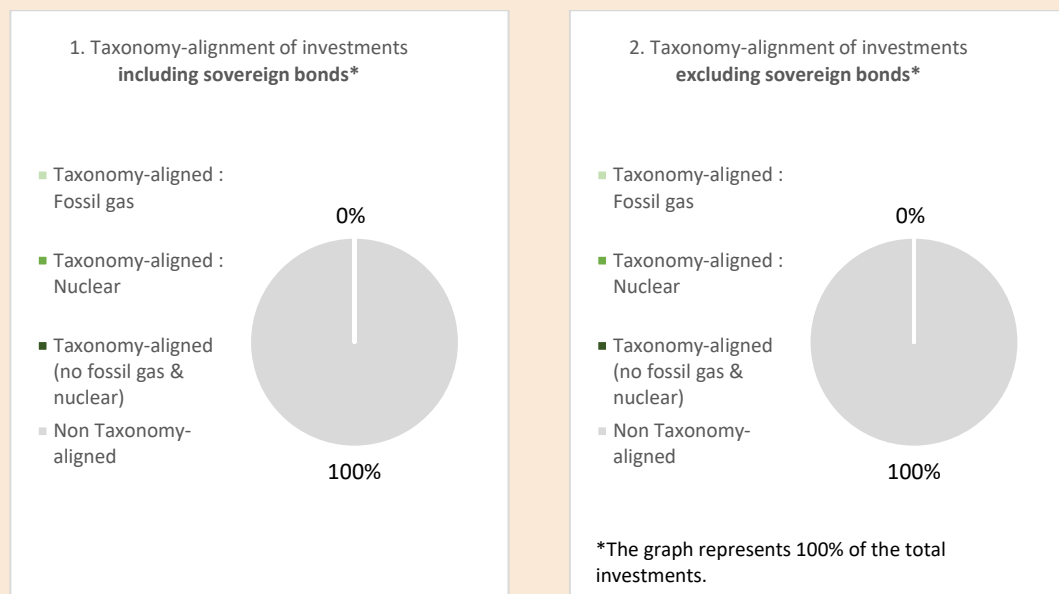 1. Taxonomy-alignment of investments
including sovereign bonds*
Taxonomy-aligned :
Fossil gas
Taxonomy-aligned :
Nuclear
Taxonomy-aligned
(no fossil gas &
nuclear)
Non Taxonomy-
aligned
0%
100%
2. Taxonomy-alignment of investments
excluding sovereign bonds*
Taxonomy-aligned :
Fossil gas
Taxonomy-aligned :
Nuclear
Taxonomy-aligned
(no fossil gas &
nuclear)
Non Taxonomy-
aligned
0%
100%
*The graph represents 100% of the total
investments.